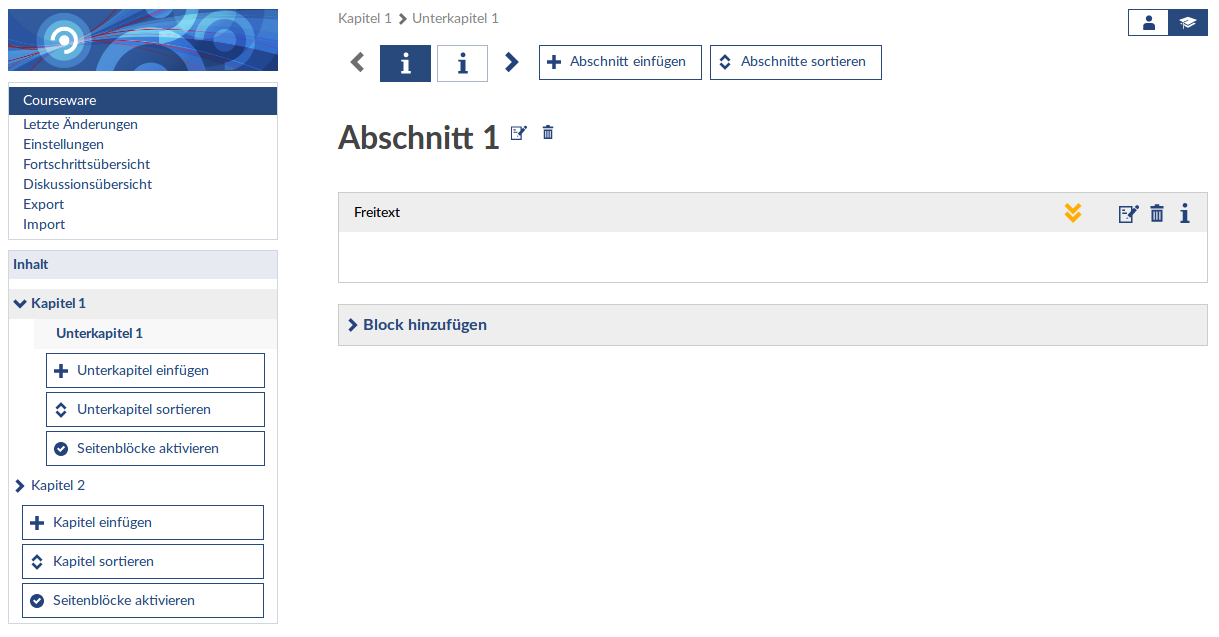 Kapitel 1 Unterkapitel 1
Abschnitt einfügen
Abschnitte sortieren
Courseware
Letzte Änderungen
Einstellungen
Fortschrittsübersicht
Diskussionsübersicht
Export
Import
Inhalt
Kapitel 1
Unterkapitel 1
Unterkapitel einfügen
Unterkapitel sortieren
Seitenblöcke aktivieren
Kapitel 2
Kapitel einfügen
Kapitel sortieren
Seitenblöcke aktivieren
Abschnitt 1
Freitext
Block hinzufügen